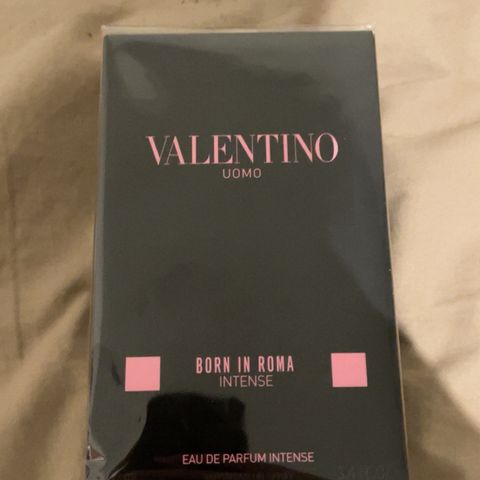 VALENTINO
UOMO
BORN IN ROMA
INTENSE
EAU DE PARFUM INTENSE